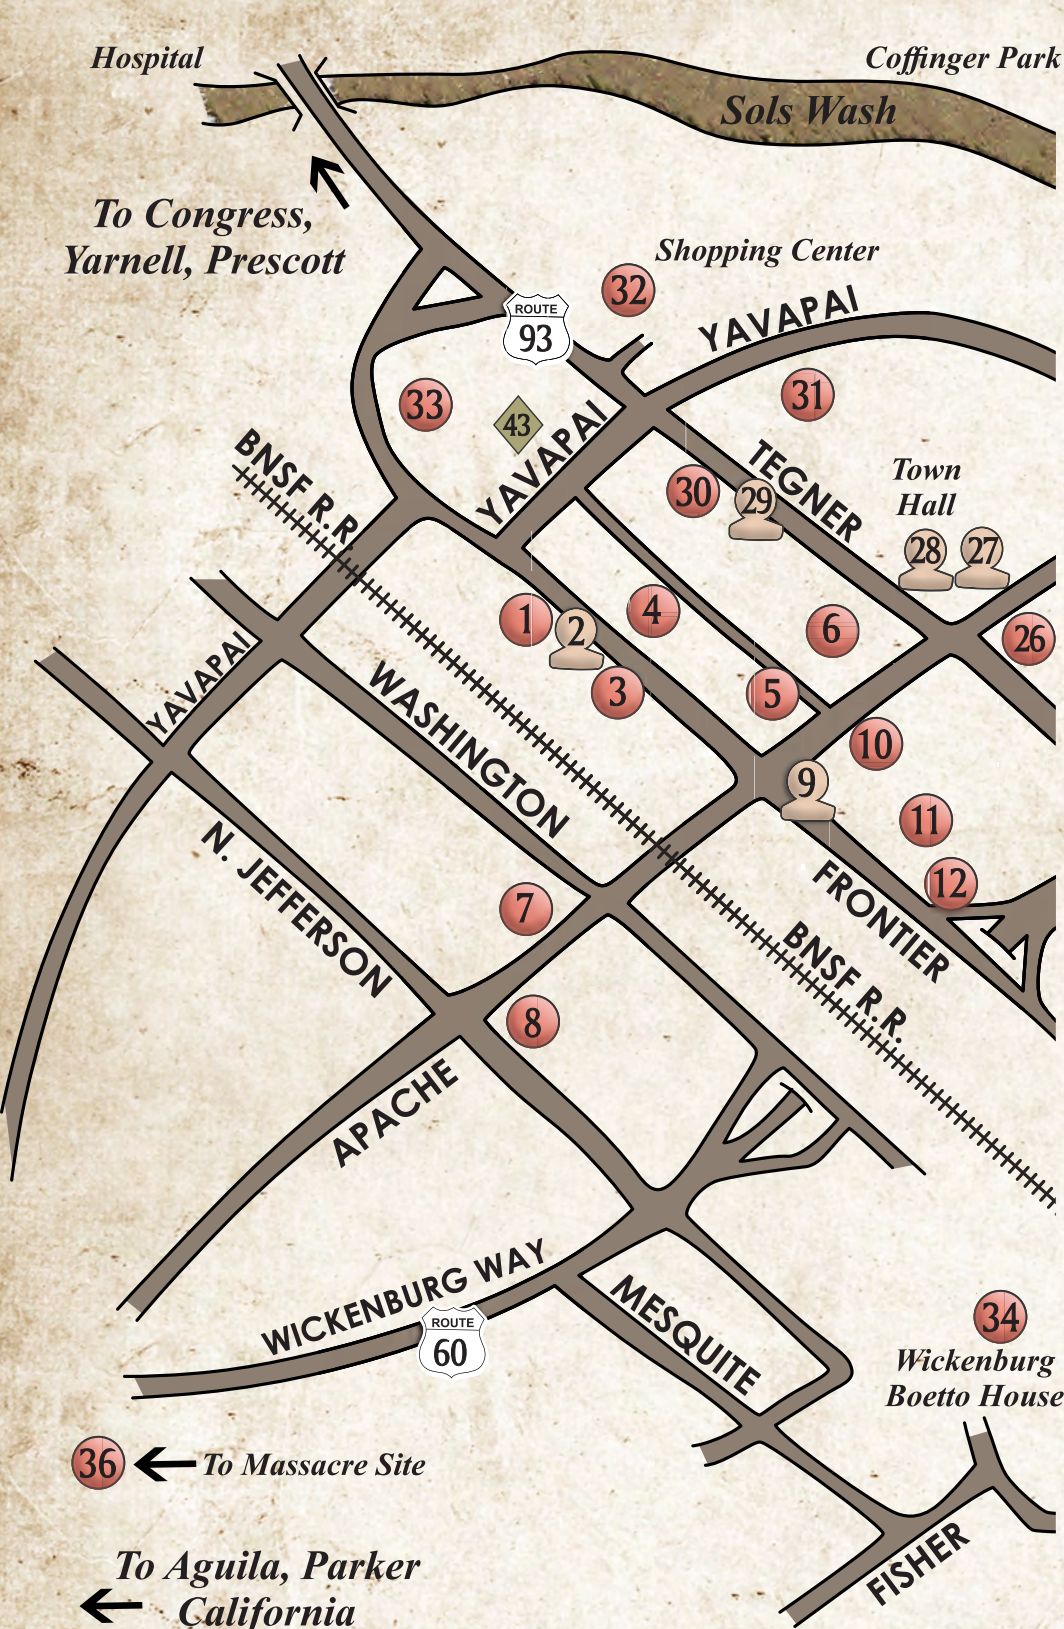 Hospital
Coffinger Park
Sols Wash
To Congress,
Yarnell, Prescott
Shopping Center
32
YAVAPAI
ROUTE
93
31
33
43
YAVAPAI
BNSF R.R.
TEGNER
Town
Hall
30
29
28
27
1
2
4
6
26
3
5
YAVAPAI
WASHINGTON
10
9
11
12
N. JEFFERSON
7
FRONTIER
BNSF R.R.
8
APACHE
WICKENBURG WAY
ROUTE
60
MESQUITE
34
Wickenburg
Boetto House
36
To Massacre Site
FISHER
To Aguila, Parker
California